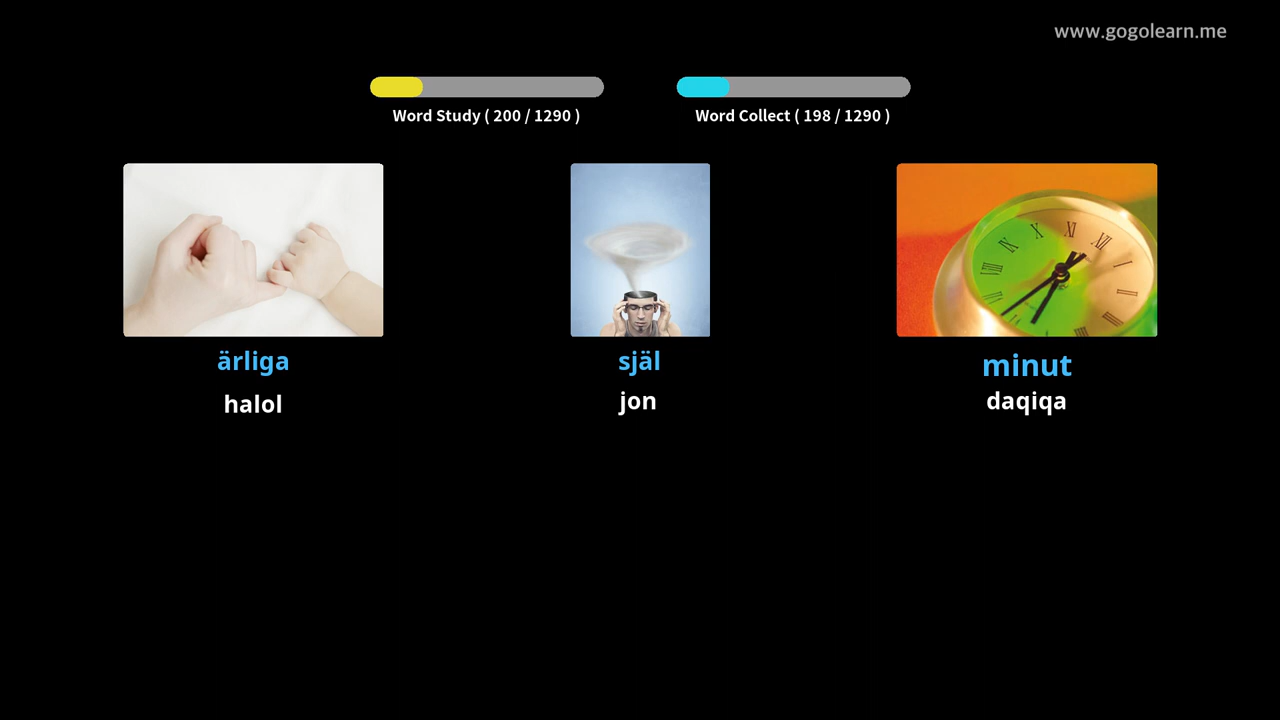 www.gogolearn.me
Word Study ( 200 / 1290 )
Word Collect ( 198 / 1290 )
ärliga
själ
minut
halol
jon
daqiqa